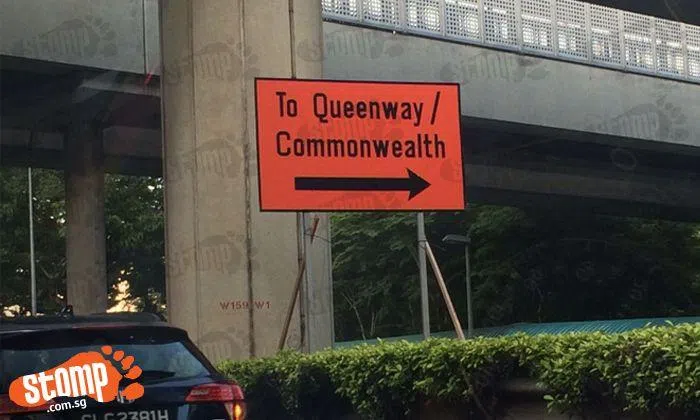 To Queenway/
Commonwealth
W159 W1
stomp
.com.sg